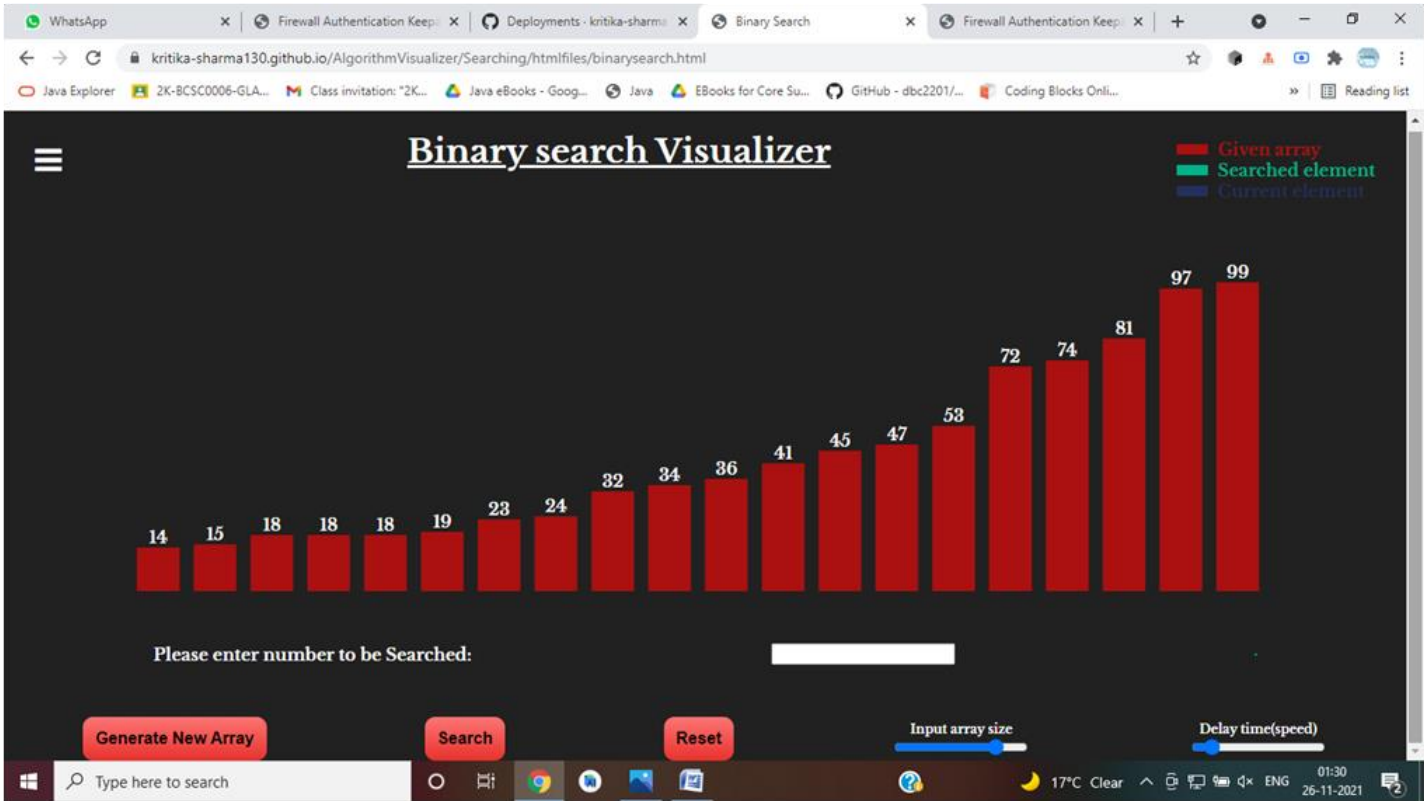 WhatsApp
Firewall Authentication Keep
Deployments · kritika-sharma
Binary Search
Firewall Authentication Keep
kritika-sharma130.github.io/AlgorithmVisualizer/Searching/htmlfiles/binarysearch.html
Java Explorer 2K-BCSC0006-GLA... Class invitation: "2K... Java eBooks - Goog... Java EBooks for Core Su... GitHub - dbc2201/... Coding Blocks Onli... » Reading list
Binary search Visualizer
Given array
Searched element
Current element
14 15 18 18 18 19 23 24 32 34 36 41 45 47 53 72 74 81 97 99
Please enter number to be Searched:
Generate New Array Search Reset
Input array size
Delay time(speed)
Type here to search
17°C Clear
ENG
01:30
26-11-2021
2